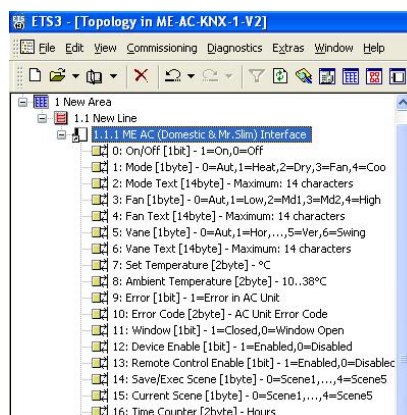 ETS3 - [Topology in ME-AC-KNX-1-V2]
File Edit View Commissioning Diagnostics Extras Window Help
1 New Area
1.1 New Line
1.1.1 ME AC (Domestic & Mr.Slim) Interface
0: On/Off [1bit] - 1=On,0=Off
1: Mode [1byte] - 0=Aut,1=Heat,2=Dry,3=Fan,4=Coo
2: Mode Text [14byte] - Maximum: 14 characters
3: Fan [1byte] - 0=Aut,1=Low,2=Md1,3=Md2,4=High
4: Fan Text [14byte] - Maximum: 14 characters
5: Vane [1byte] - 0=Aut,1=Hor,...,5=Ver,6=Swing
6: Vane Text [14byte] - Maximum: 14 characters
7: Set Temperature [2byte] - °C
8: Ambient Temperature [2byte] - 10..38°C
9: Error [1bit] - 1=Error in AC Unit
10: Error Code [2byte] - AC Unit Error Code
11: Window [1bit] - 1=Closed,0=Window Open
12: Device Enable [1bit] - 1=Enabled,0=Disabled
13: Remote Control Enable [1bit] - 1=Enabled,0=Disablec
14: Save/Exec Scene [1byte] - 0=Scene1,...,4=Scene5
15: Current Scene [1byte] - 0=Scene1,...,4=Scene5
16: Time Counter [2byte] - Hours